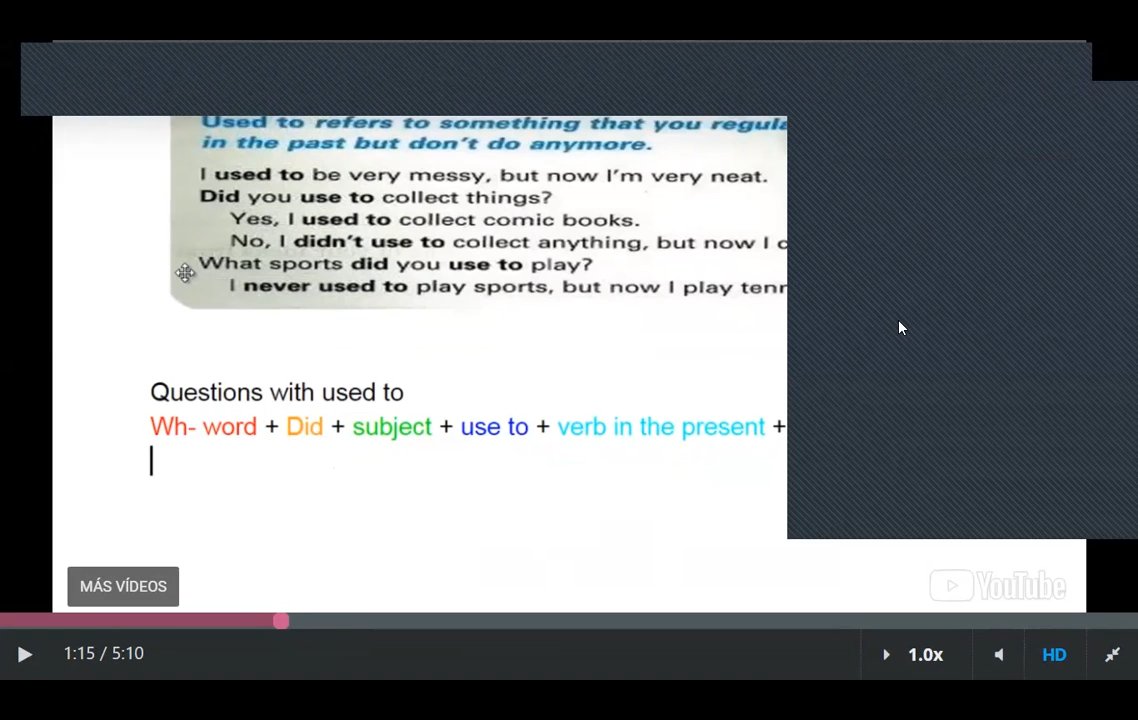 Used to refers to something that you
in the past but don't do anymore.
I used to be very messy, but now I'm very neat.
Did you use to collect things?
Yes, I used to collect comic books.
No, I didn't use to collect anything, but now I
What sports did you use to play?
I never used to play sports, but now I play
Questions with used to
Wh- word + Did + subject + use to + verb in the present +
MÁS VÍDEOS
YouTube
1:15 / 5:10
1.0x
HD